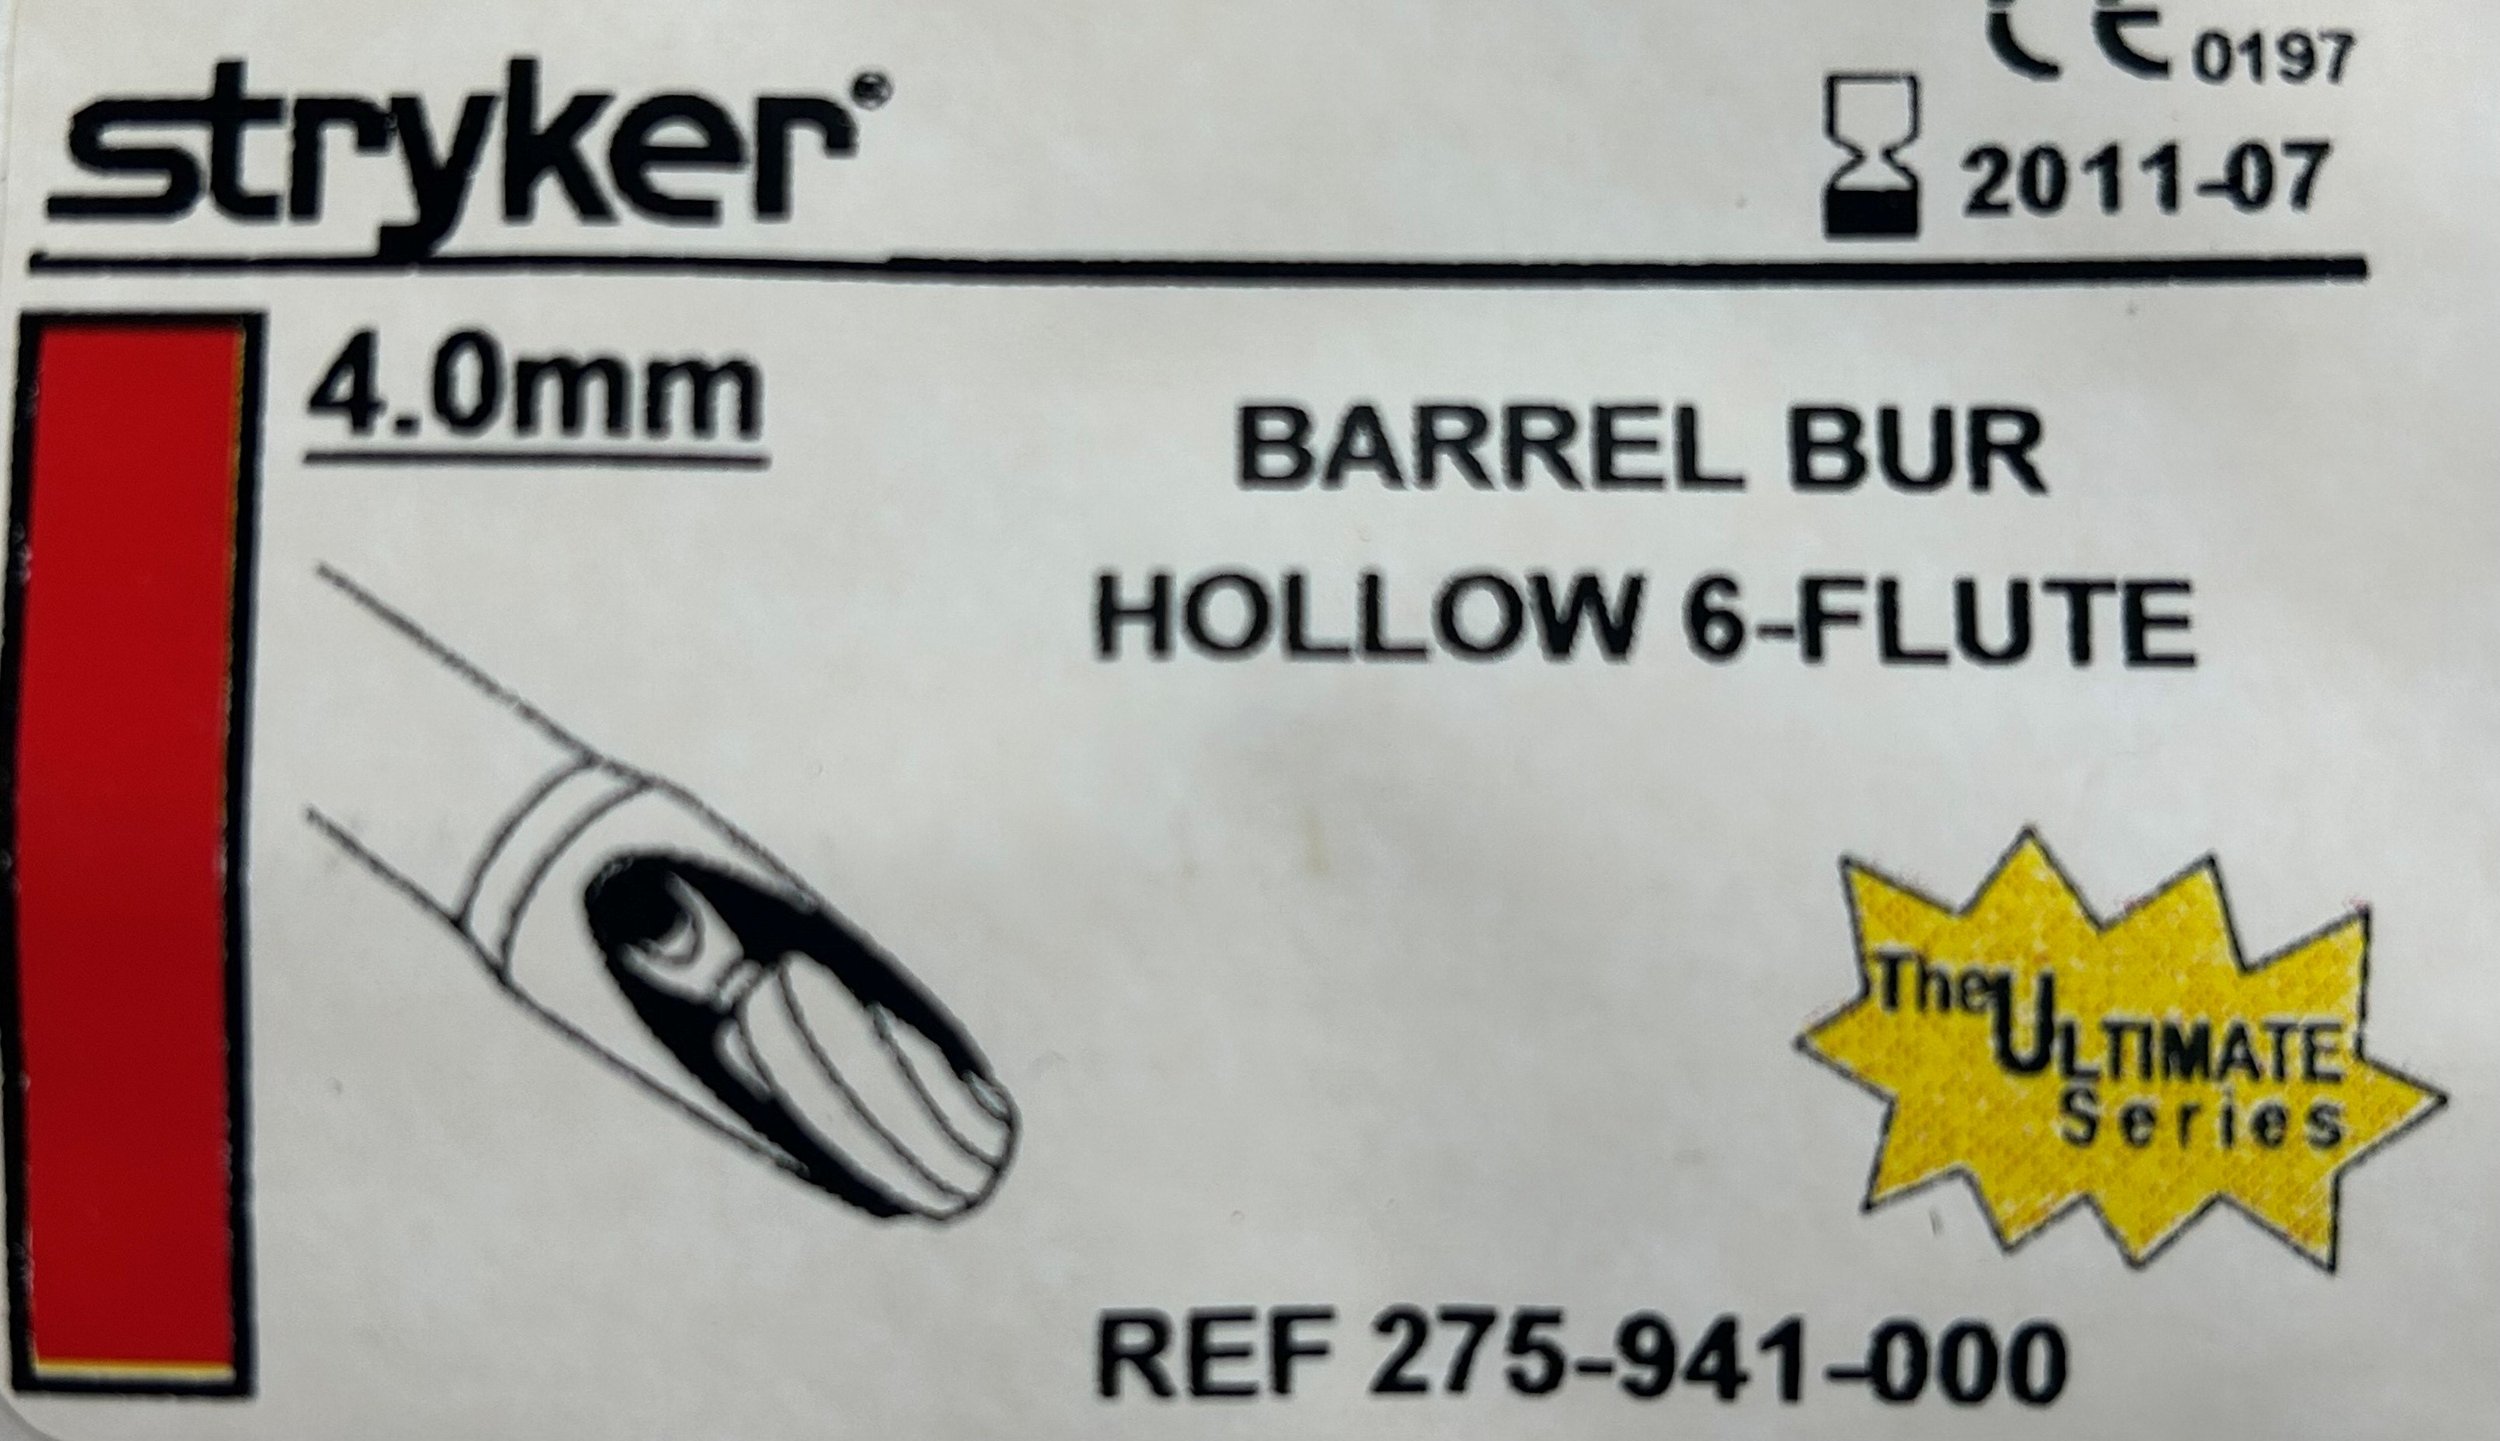 stryker®
CE 0197
2011-07
4.0mm
BARREL BUR
HOLLOW 6-FLUTE
The ULTIMATE
Series
REF 275-941-000